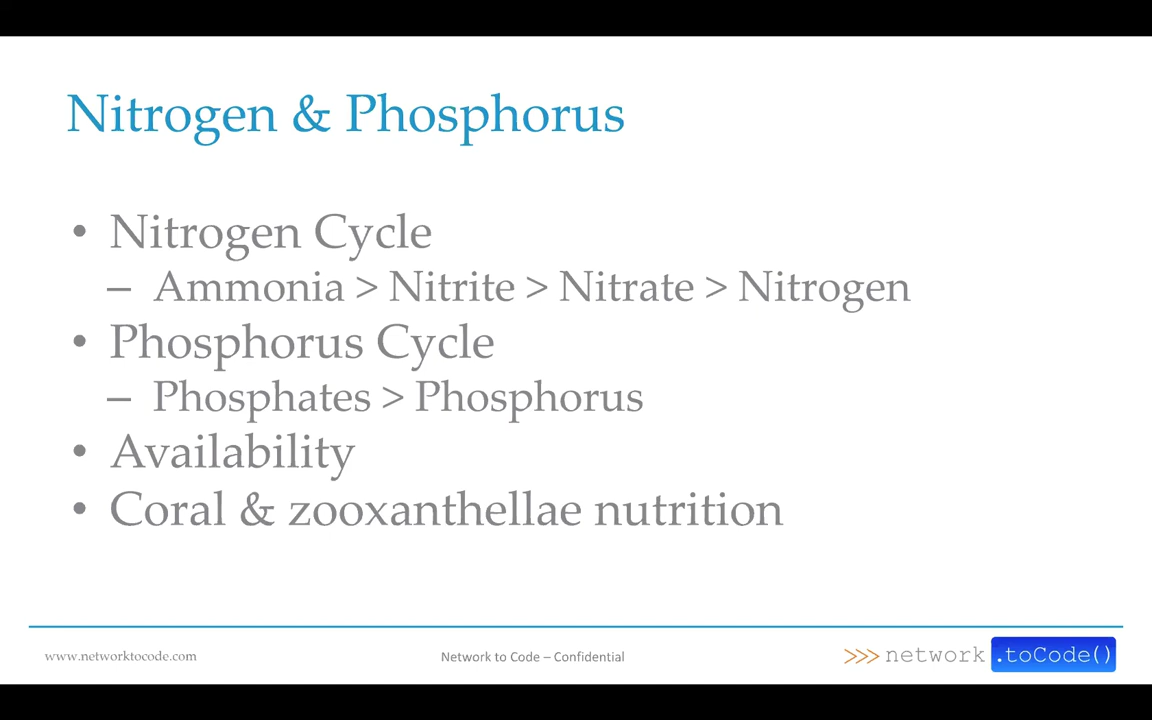 Nitrogen & Phosphorus
• Nitrogen Cycle
– Ammonia > Nitrite > Nitrate > Nitrogen
• Phosphorus Cycle
– Phosphates > Phosphorus
• Availability
• Coral & zooxanthellae nutrition
www.networktocode.com
Network to Code – Confidential
>>> network .toCode()